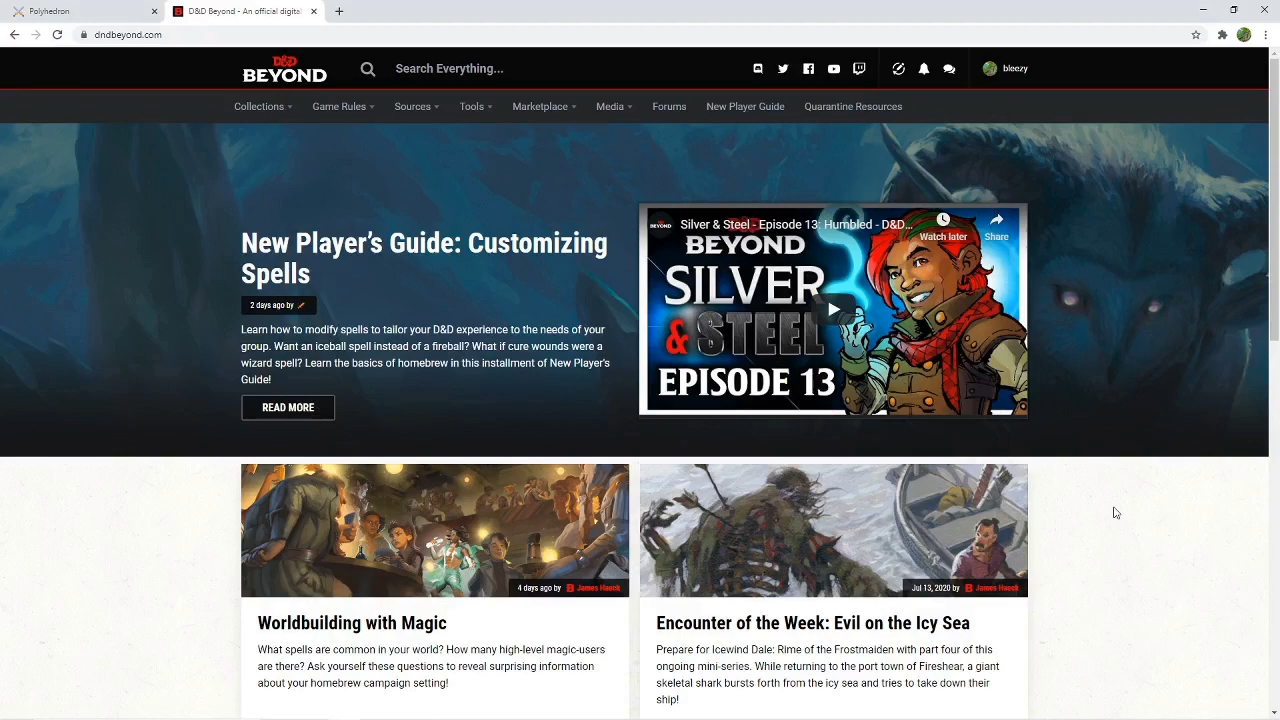 Polyhedron
D&D Beyond - An official digital
dndbeyond.com
D&D
BEYOND
Search Everything...
bleezy
Collections
Game Rules
Sources
Tools
Marketplace
Media
Forums
New Player Guide
Quarantine Resources
New Player's Guide: Customizing
Spells
2 days ago by
Learn how to modify spells to tailor your D&D experience to the needs of your
group. Want an iceball spell instead of a fireball? What if cure wounds were a
wizard spell? Learn the basics of homebrew in this installment of New Player's
Guide!
READ MORE
Silver & Steel - Episode 13: Humbled - D&D...
Watch later
Share
BEYOND
SILVER
& STEEL
EPISODE 13
4 days ago by James Haeck
Worldbuilding with Magic
What spells are common in your world? How many high-level magic-users
are there? Ask yourself these questions to reveal surprising information
about your homebrew campaign setting!
Jul 13, 2020 by James Haeck
Encounter of the Week: Evil on the Icy Sea
Prepare for Icewind Dale: Rime of the Frostmaiden with part four of this
ongoing mini-series. While returning to the port town of Fireshear, a giant
skeletal shark bursts forth from the icy sea and tries to take down their
ship!